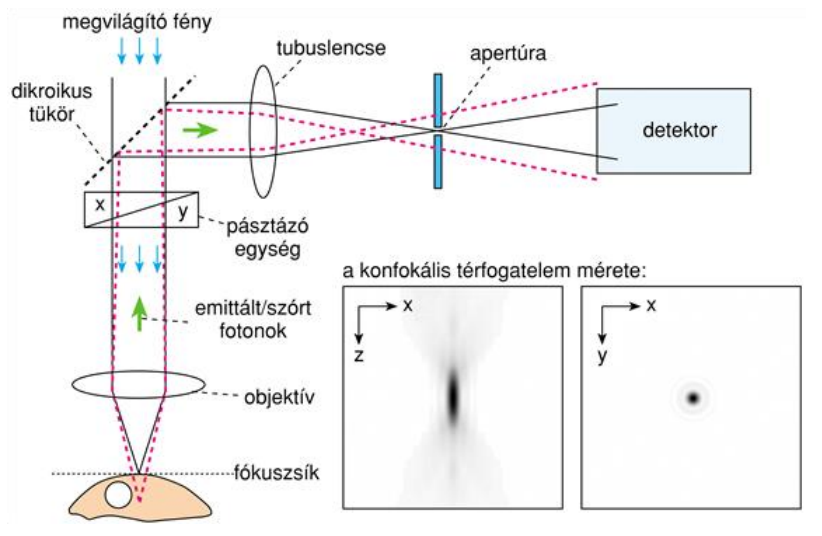 megvilágító fény
tubuslencse
apertúra
dikroikus
tükör
detektor
x
y
pásztázó
egység
a konfokális térfogatelem mérete:
emittált/szórt
fotonok
x
z
x
y
objektív
fókuszsík